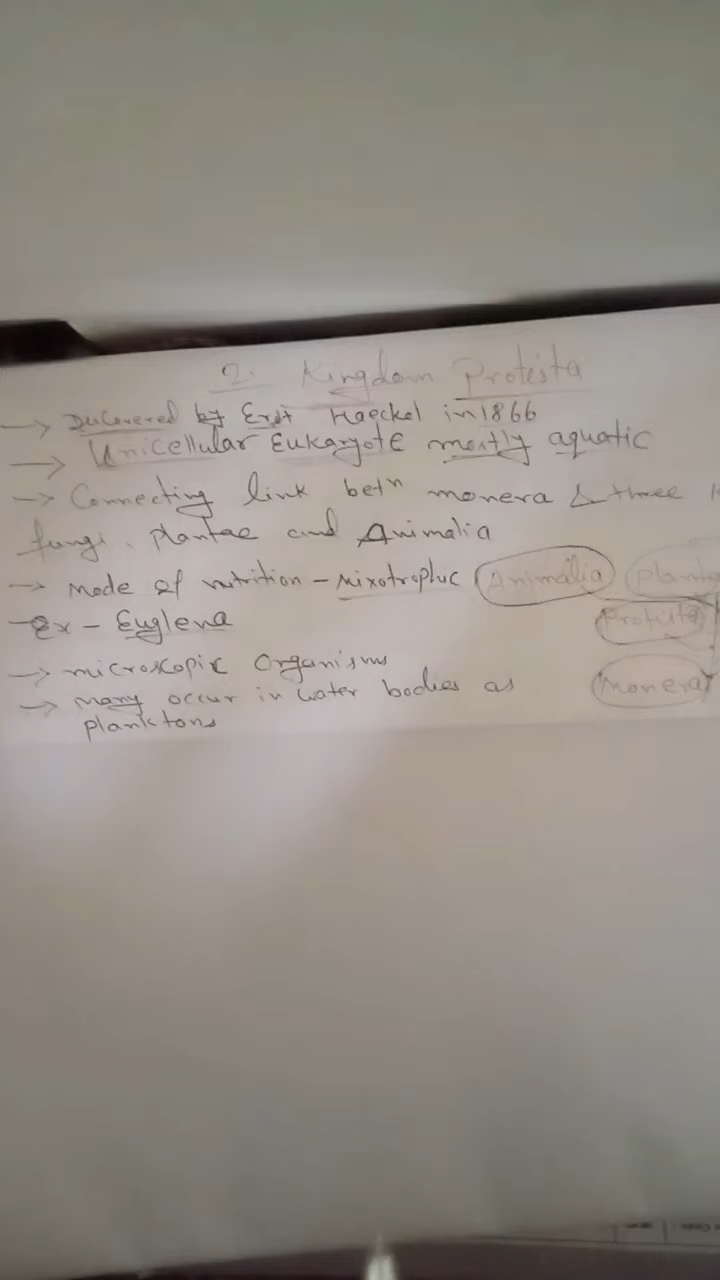 2. Kingdom Protista
→ Discovered by Erst Haeckel in 1866
→ Unicellular Eukaryote mostly aquatic
→ Connecting link betⁿ monera & three
fungi, plantae and Animalia
→ Mode of nutrition - Mixotrophic Animalia Planta
Ex - Euglena Protista
→ microscopic Organisms
→ many occur in water bodies as Monera
planktons